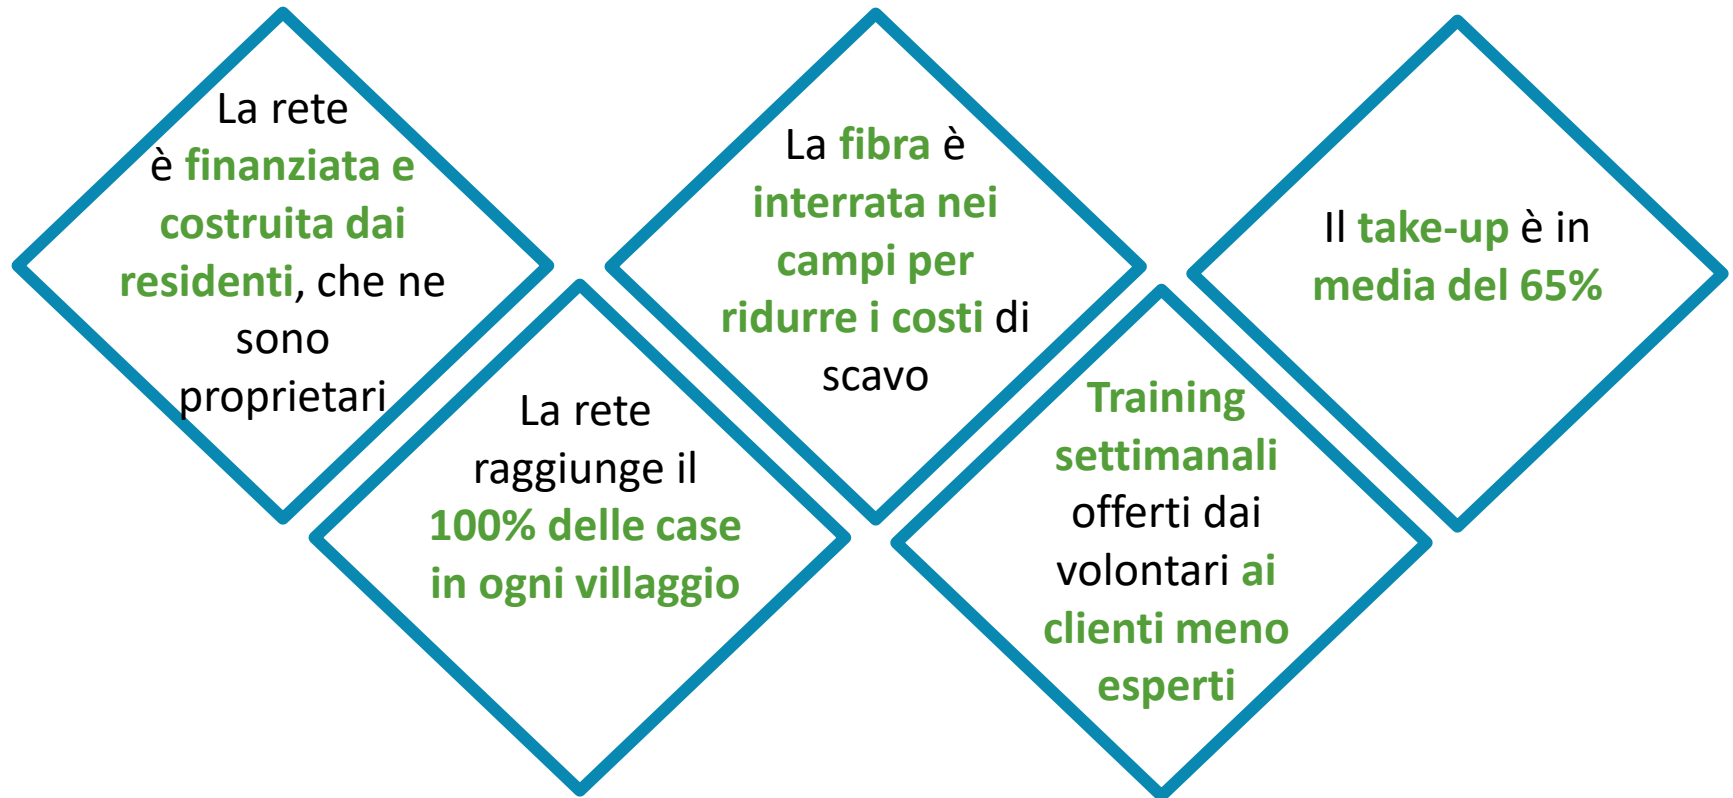 La rete
è finanziata e
costruita dai
residenti, che ne
sono
proprietari
La rete
raggiunge il
100% delle case
in ogni villaggio
La fibra è
interrata nei
campi per
ridurre i costi di
scavo
Training
settimanali
offerti dai
volontari ai
clienti meno
esperti
Il take-up è in
media del 65%